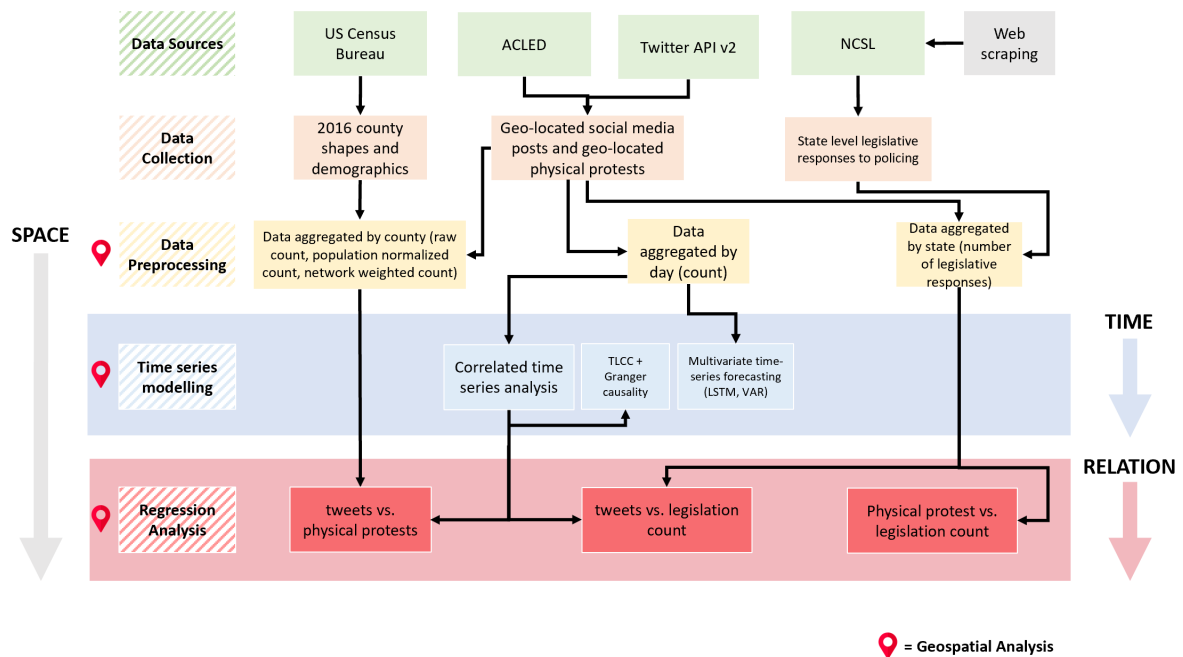 Data Sources
US Census
Bureau
ACLED
Twitter API v2
NCSL
Web
scraping
Data
Collection
2016 county
shapes and
demographics
Geo-located social media
posts and geo-located
physical protests
State level legislative
responses to policing
SPACE
Data
Preprocessing
Data aggregated by county (raw
count, population normalized
count, network weighted count)
Data
aggregated by
day (count)
Data aggregated
by state (number
of legislative
responses)
TIME
Time series
modelling
Correlated time
series analysis
TLCC +
Granger
causality
Multivariate time-
series forecasting
(LSTM, VAR)
RELATION
Regression
Analysis
tweets vs.
physical protests
tweets vs. legislation
count
Physical protest vs.
legislation count
= Geospatial Analysis